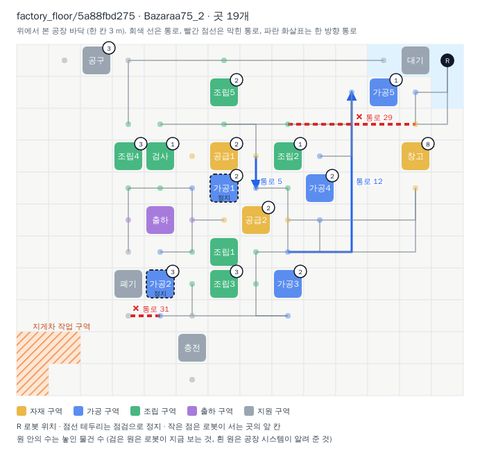 factory_floor/5a88fbd275 · Bazaraa75_2 · 곳 19개
위에서 본 공장 바닥 (한 칸 3 m). 회색 선은 통로, 빨간 점선은 막힌 통로, 파란 화살표는 한 방향 통로
공구 3
대기
R
조립5 2
가공5 1
✕ 통로 29
조립4 3
검사 1
공급1 2
조립2 1
창고 8
가공1 2
정지
통로 5
가공4 2
통로 12
출하
공급2 2
조립1
폐기
가공2 3
정지
조립3 3
가공3 2
✕ 통로 31
지게차 작업 구역
충전
자재 구역
가공 구역
조립 구역
출하 구역
지원 구역
R 로봇 위치 · 점선 테두리는 점검으로 정지 · 작은 점은 로봇이 서는 곳의 앞 칸
원 안의 수는 놓인 물건 수 (검은 원은 로봇이 지금 보는 것, 흰 원은 공장 시스템이 알려 준 것)